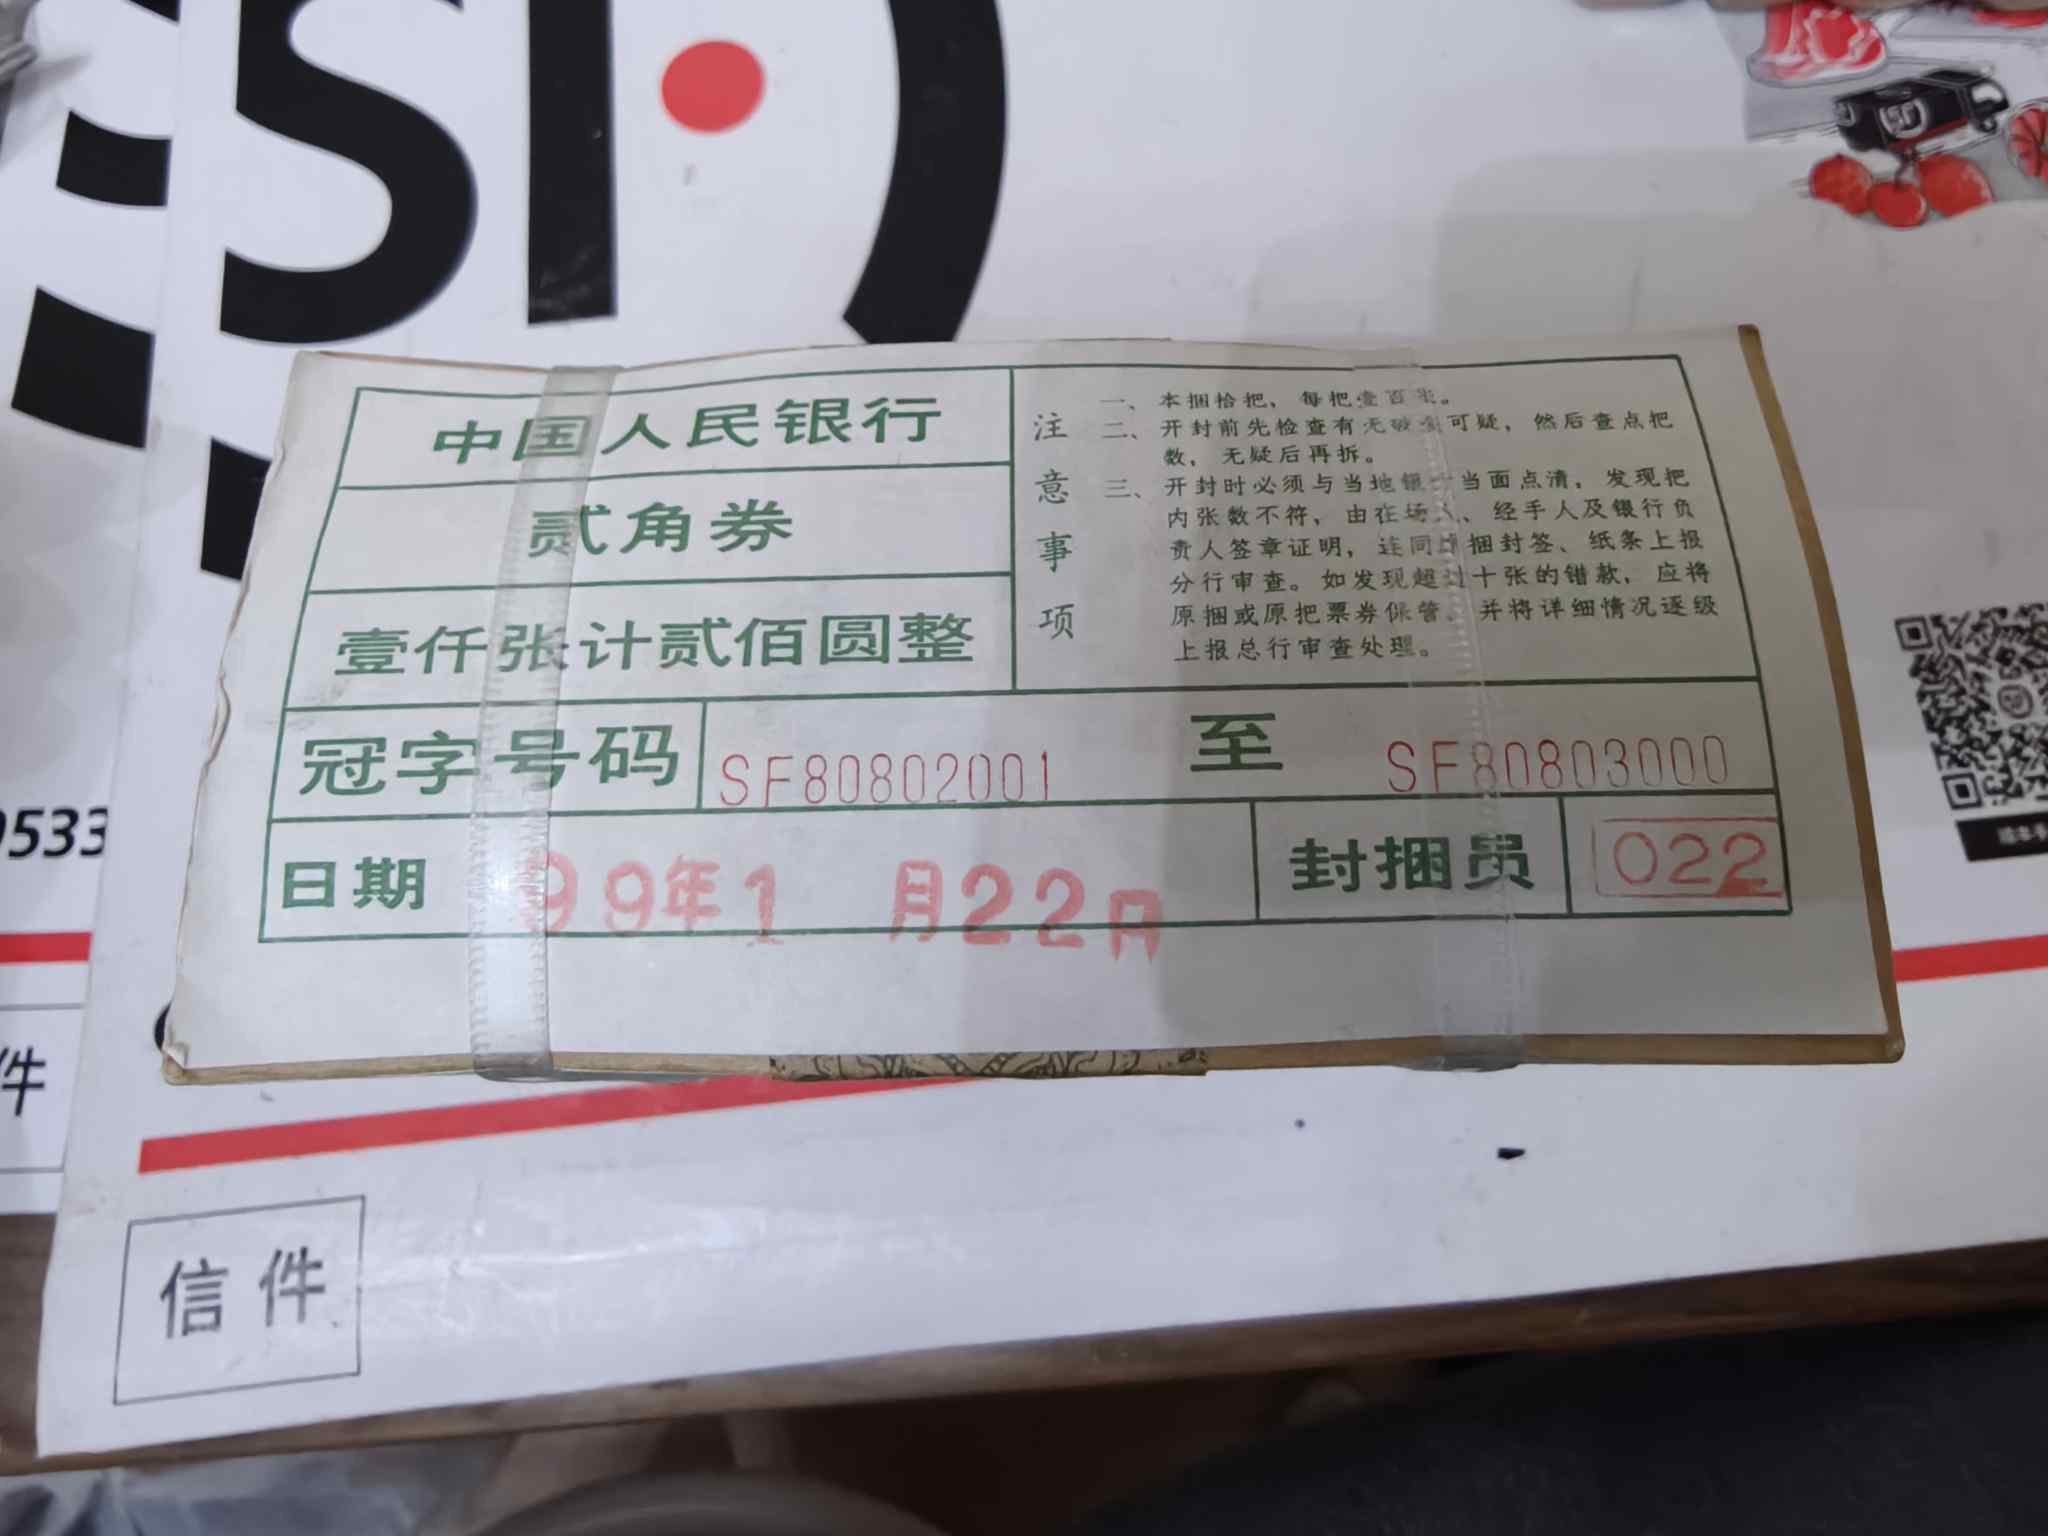 SF
中国人民银行
贰角券
壹仟张计贰佰圆整
注意事项
一、本捆恰把，每把壹百张。
二、开封前先检查有无破损可疑，然后查点把
数，无疑后再拆。
三、开封时必须与当地银行当面点清，发现把
内张数不符，由在场人、经手人及银行负
责人签章证明，连同原捆封签、纸条上报
分行审查。如发现超过十张的错款，应将
原捆或原把票券保管。并将详细情况逐级
上报总行审查处理。
冠字号码 SF80802001 至 SF80803000
日期 99年1 月22日 封捆员 022
9533
件
信件